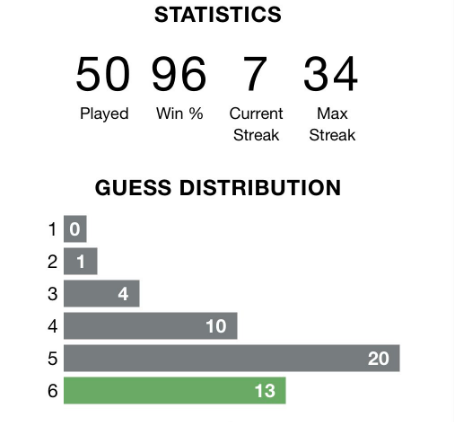 STATISTICS
50 96 7 34
Played Win % Current Streak Max Streak
GUESS DISTRIBUTION
1 0
2 1
3 4
4 10
5 20
6 13